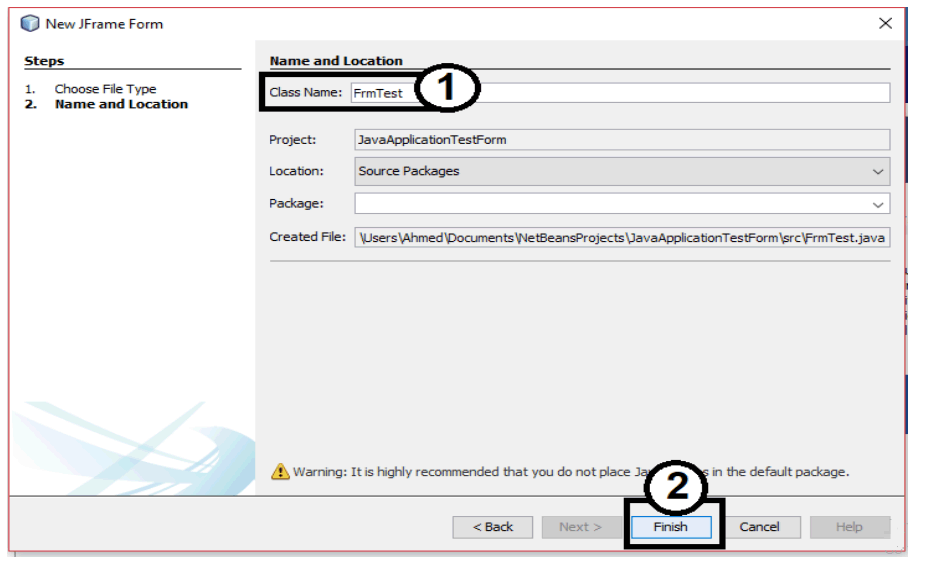 New JFrame Form
Steps
1. Choose File Type
2. Name and Location
Name and Location
Class Name: FrmTest
1
Project: JavaApplicationTestForm
Location: Source Packages
Package:
Created File: \Users\Ahmed\Documents\NetBeansProjects\JavaApplicationTestForm\src\FrmTest.java
Warning: It is highly recommended that you do not place in the default package.
2
< Back Next > Finish Cancel Help